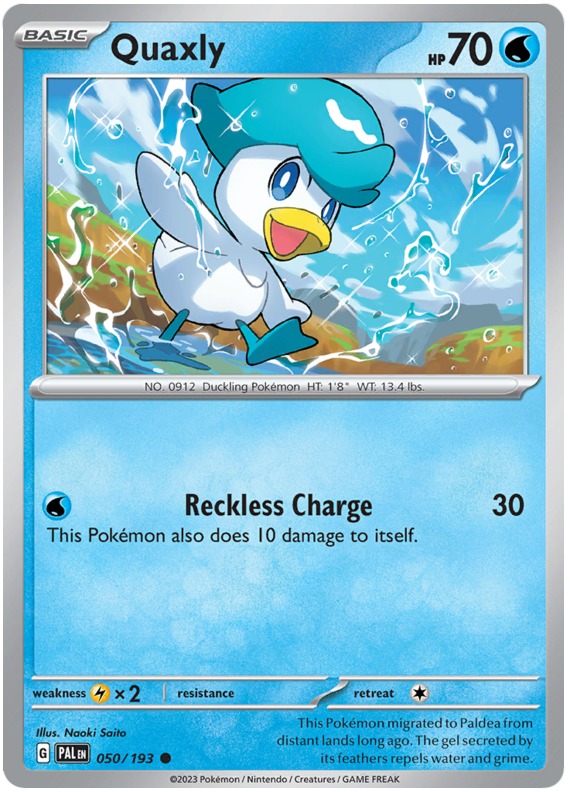 BASIC
Quaxly
HP 70
NO. 0912 Duckling Pokémon HT: 1'8" WT: 13.4 lbs.
Reckless Charge 30
This Pokémon also does 10 damage to itself.
weakness ×2 resistance retreat
Illus. Naoki Saito
This Pokémon migrated to Paldea from
distant lands long ago. The gel secreted by
its feathers repels water and grime.
G PAL EN 050/193
©2023 Pokémon / Nintendo / Creatures / GAME FREAK